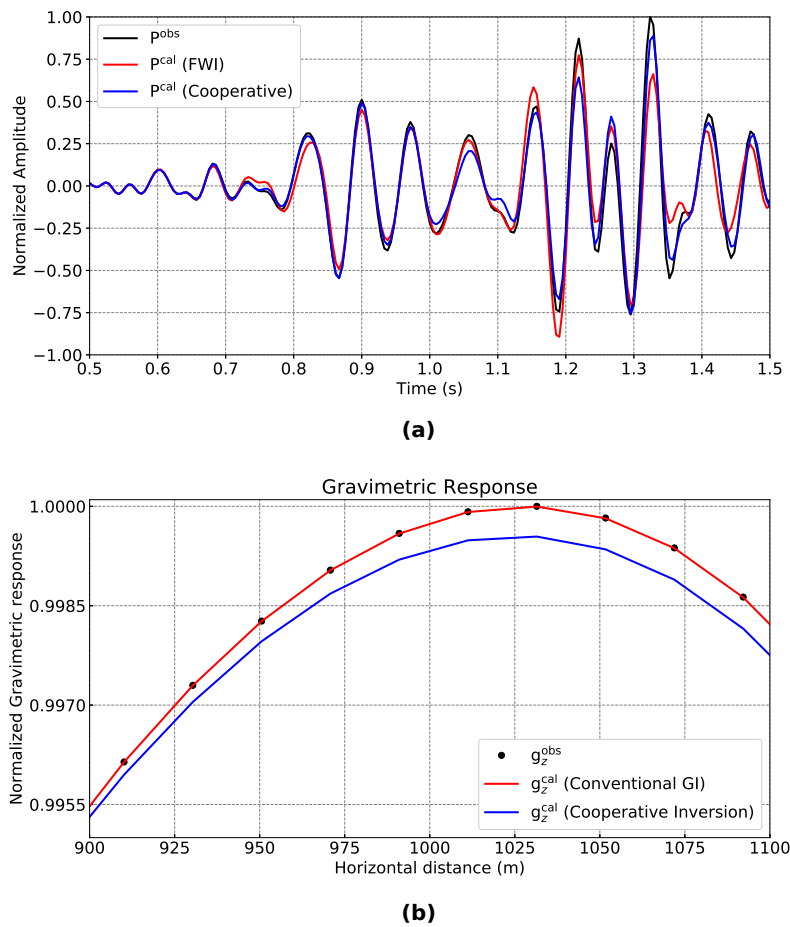 1.00
0.75
0.50
0.25
0.00
−0.25
−0.50
−0.75
−1.00
Normalized Amplitude
P^obs
P^cal (FWI)
P^cal (Cooperative)
0.5 0.6 0.7 0.8 0.9 1.0 1.1 1.2 1.3 1.4 1.5
Time (s)
(a)
Gravimetric Response
1.0000
0.9985
0.9970
0.9955
Normalized Gravimetric response
g_z^obs
g_z^cal (Conventional GI)
g_z^cal (Cooperative Inversion)
900 925 950 975 1000 1025 1050 1075 1100
Horizontal distance (m)
(b)